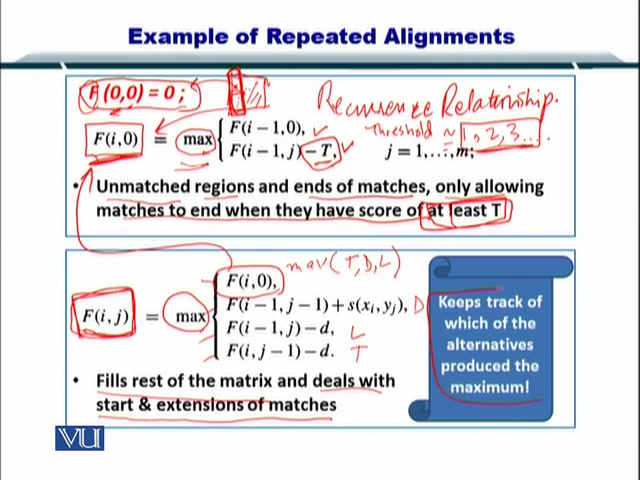 Example of Repeated Alignments
F (0,0) = 0 ;
Recurrence Relationship.
F(i,0) = max { F(i − 1,0),
F(i − 1,j) − T, j = 1,...,m;
Threshold ≈ 1, 2, 3...
• Unmatched regions and ends of matches, only allowing
matches to end when they have score of at least T
max(T,D,L)
F(i,j) = max { F(i,0),
F(i − 1,j − 1) + s(xi,yj), D
F(i − 1,j) − d, L
F(i,j − 1) − d. T
• Fills rest of the matrix and deals with
start & extensions of matches
Keeps track of
which of the
alternatives
produced the
maximum!
VU